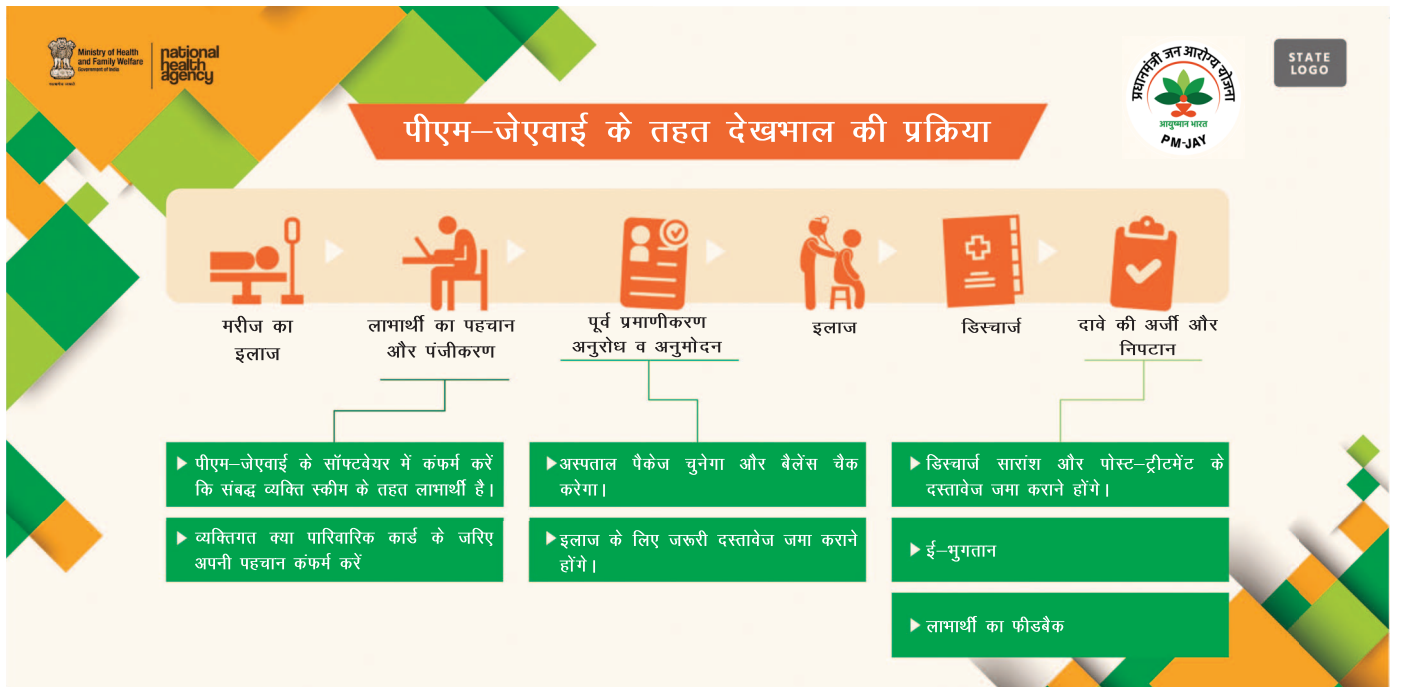 Ministry of Health
and Family Welfare
Government of India
national
health
agency
प्रधानमंत्री जन आरोग्य योजना
आयुष्मान भारत
PM-JAY
STATE
LOGO
पीएम–जेएवाई के तहत देखभाल की प्रक्रिया
मरीज का
इलाज
लाभार्थी का पहचान
और पंजीकरण
पूर्व प्रमाणीकरण
अनुरोध व अनुमोदन
इलाज
डिस्चार्ज
दावे की अर्जी और
निपटान
पीएम–जेएवाई के सॉफ्टवेयर में कंफर्म करें
कि संबद्ध व्यक्ति स्कीम के तहत लाभार्थी है।
व्यक्तिगत क्या पारिवारिक कार्ड के जरिए
अपनी पहचान कंफर्म करें
अस्पताल पैकेज चुनेगा और बैलेंस चैक
करेगा।
इलाज के लिए जरूरी दस्तावेज जमा कराने
होंगे।
डिस्चार्ज सारांश और पोस्ट–ट्रीटमेंट के
दस्तावेज जमा कराने होंगे।
ई–भुगतान
लाभार्थी का फीडबैक